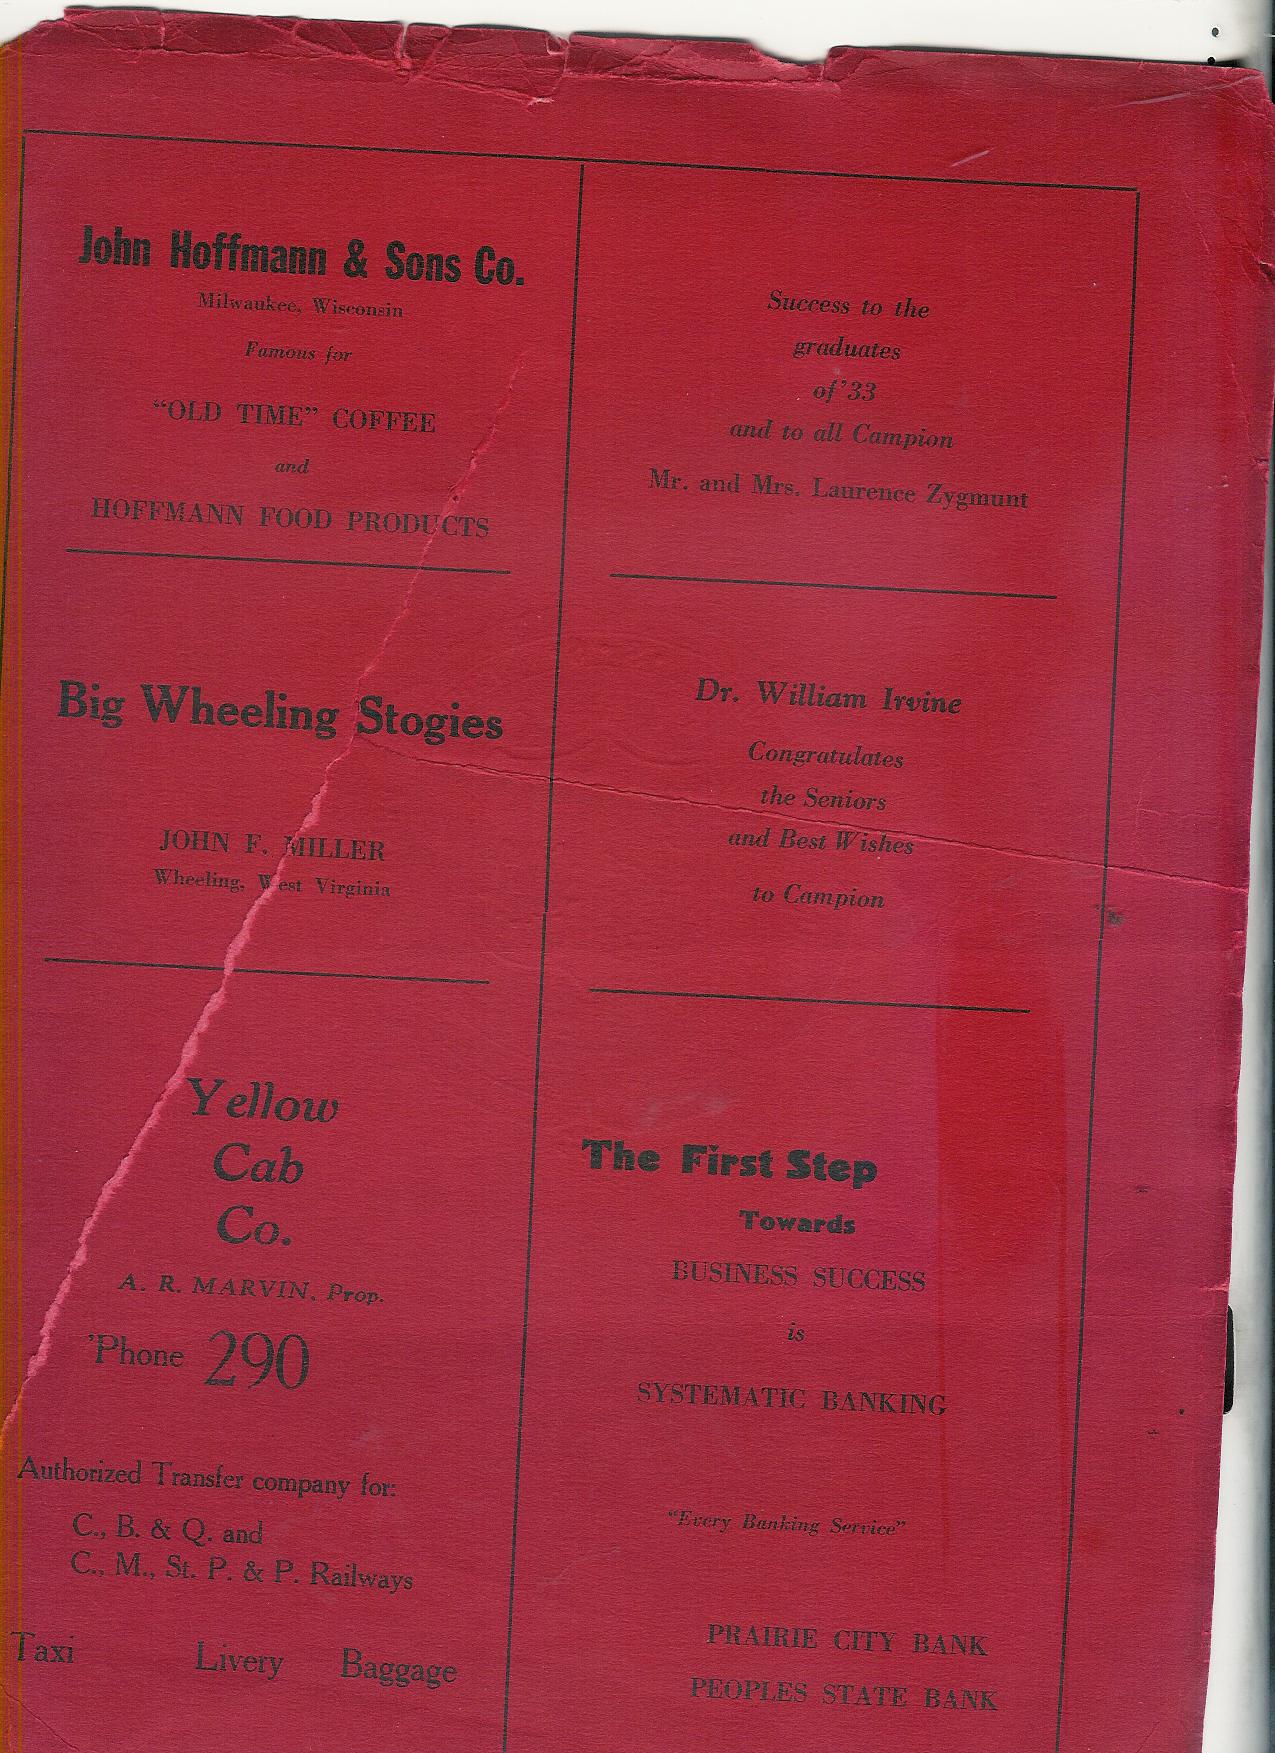 John Hoffmann & Sons Co.
Milwaukee, Wisconsin
Famous for
"OLD TIME" COFFEE
and
HOFFMANN FOOD PRODUCTS
Big Wheeling Stogies
JOHN F. MILLER
Wheeling, West Virginia
Yellow
Cab
Co.
A. R. MARVIN, Prop.
'Phone 290
Authorized Transfer company for:
C., B. & Q. and
C., M., St. P. & P. Railways
Taxi Livery Baggage
Success to the
graduates
of '33
and to all Campion
Mr. and Mrs. Laurence Zygmunt
Dr. William Irvine
Congratulates
the Seniors
and Best Wishes
to Campion
The First Step
Towards
BUSINESS SUCCESS
is
SYSTEMATIC BANKING
"Every Banking Service"
PRAIRIE CITY BANK
PEOPLES STATE BANK